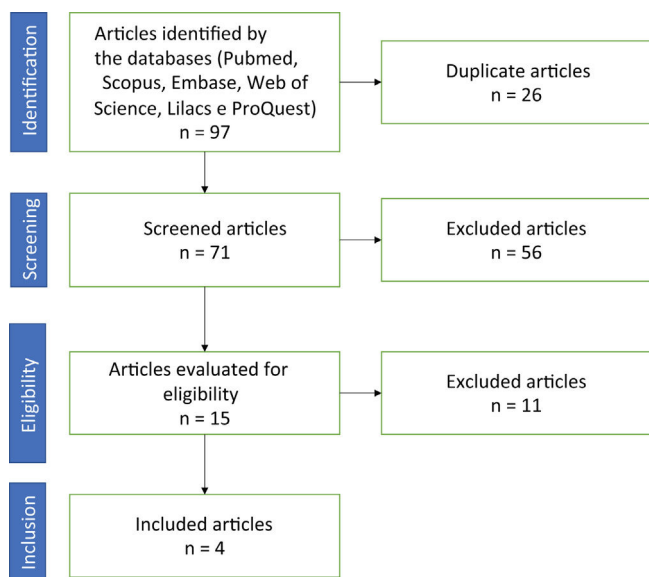 Identification
Articles identified by
the databases (Pubmed,
Scopus, Embase, Web of
Science, Lilacs e ProQuest)
n = 97
Duplicate articles
n = 26
Screening
Screened articles
n = 71
Excluded articles
n = 56
Eligibility
Articles evaluated for
eligibility
n = 15
Excluded articles
n = 11
Inclusion
Included articles
n = 4